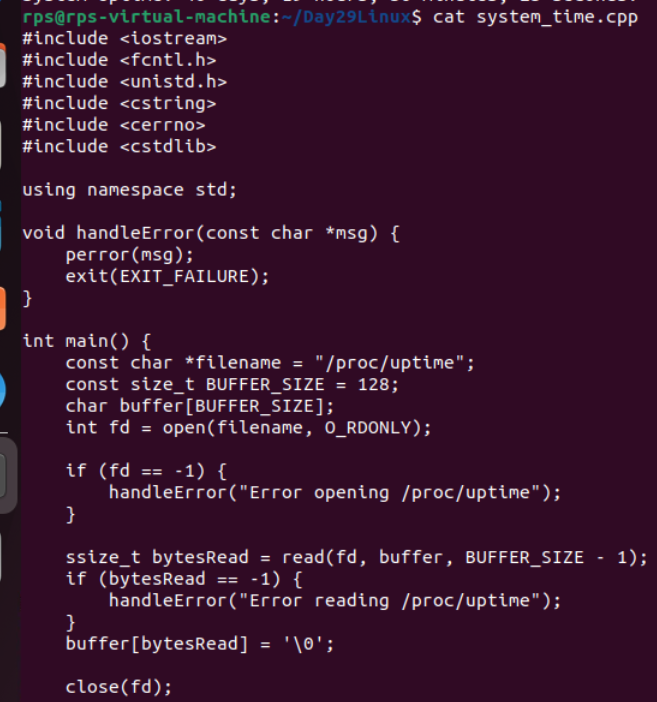 rps@rps-virtual-machine:~/Day29Linux$ cat system_time.cpp
#include <iostream>
#include <fcntl.h>
#include <unistd.h>
#include <cstring>
#include <cerrno>
#include <cstdlib>

using namespace std;

void handleError(const char *msg) {
    perror(msg);
    exit(EXIT_FAILURE);
}

int main() {
    const char *filename = "/proc/uptime";
    const size_t BUFFER_SIZE = 128;
    char buffer[BUFFER_SIZE];
    int fd = open(filename, O_RDONLY);

    if (fd == -1) {
        handleError("Error opening /proc/uptime");
    }

    ssize_t bytesRead = read(fd, buffer, BUFFER_SIZE - 1);
    if (bytesRead == -1) {
        handleError("Error reading /proc/uptime");
    }
    buffer[bytesRead] = '\0';

    close(fd);